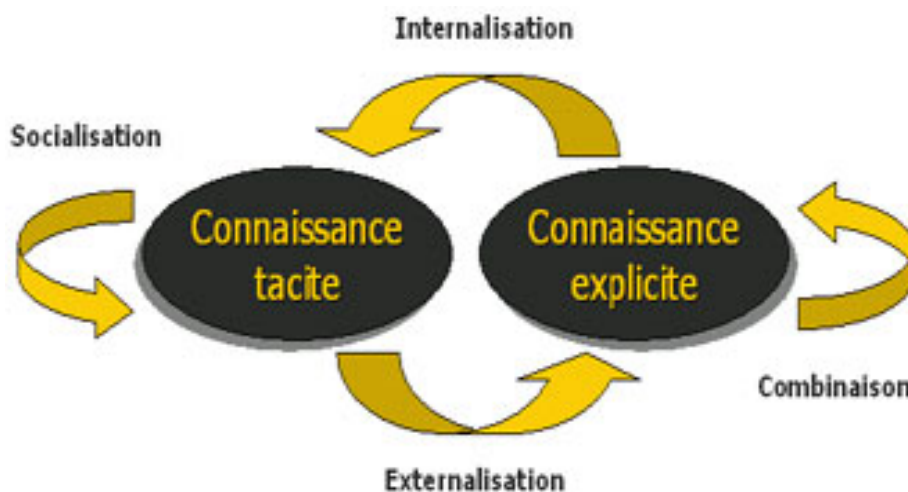 Internalisation
Socialisation
Connaissance
tacite
Connaissance
explicite
Combinaison
Externalisation